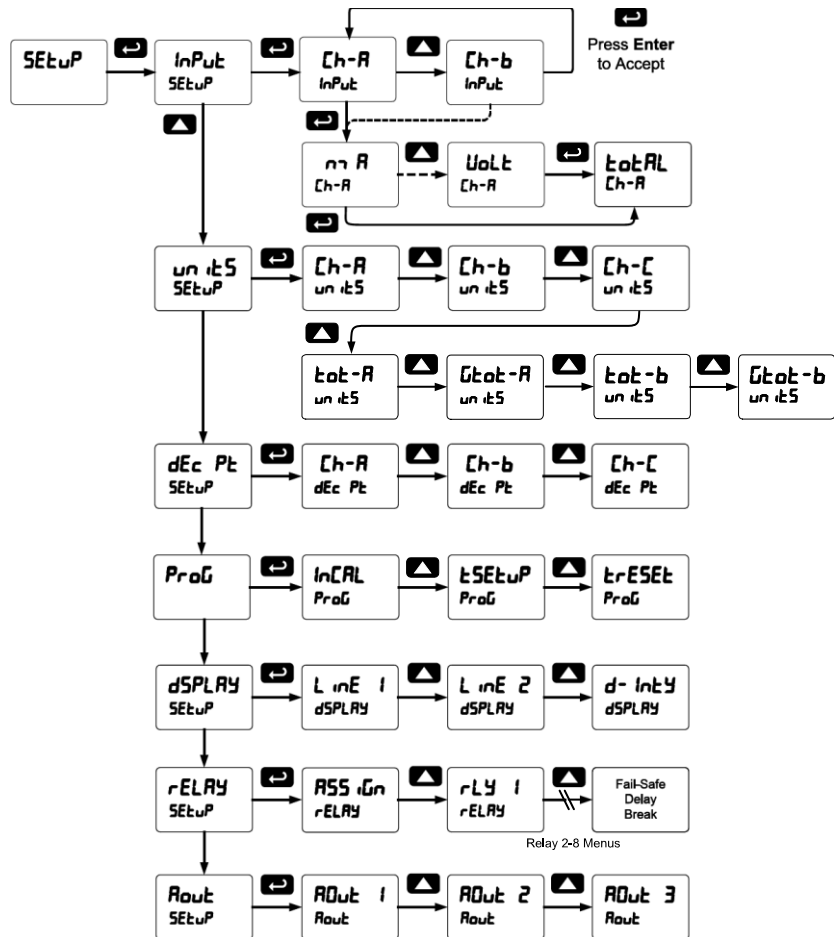 SEtuP
InPut
SEtuP
Ch-A
InPut
Ch-b
InPut
Press Enter
to Accept
mA
Ch-A
VoLt
Ch-A
totAL
Ch-A
unitS
SEtuP
Ch-A
unitS
Ch-b
unitS
Ch-C
unitS
tot-A
unitS
Gtot-A
unitS
tot-b
unitS
Gtot-b
unitS
dEc Pt
SEtuP
Ch-A
dEc Pt
Ch-b
dEc Pt
Ch-C
dEc Pt
ProG
InCAL
ProG
tSEtuP
ProG
trESEt
ProG
dSPLAY
SEtuP
LinE 1
dSPLAY
LinE 2
dSPLAY
d-IntY
dSPLAY
rELAY
SEtuP
ASSiGn
rELAY
rLY 1
rELAY
Fail-Safe
Delay
Break
Relay 2-8 Menus
Aout
SEtuP
AOut 1
Aout
AOut 2
Aout
AOut 3
Aout